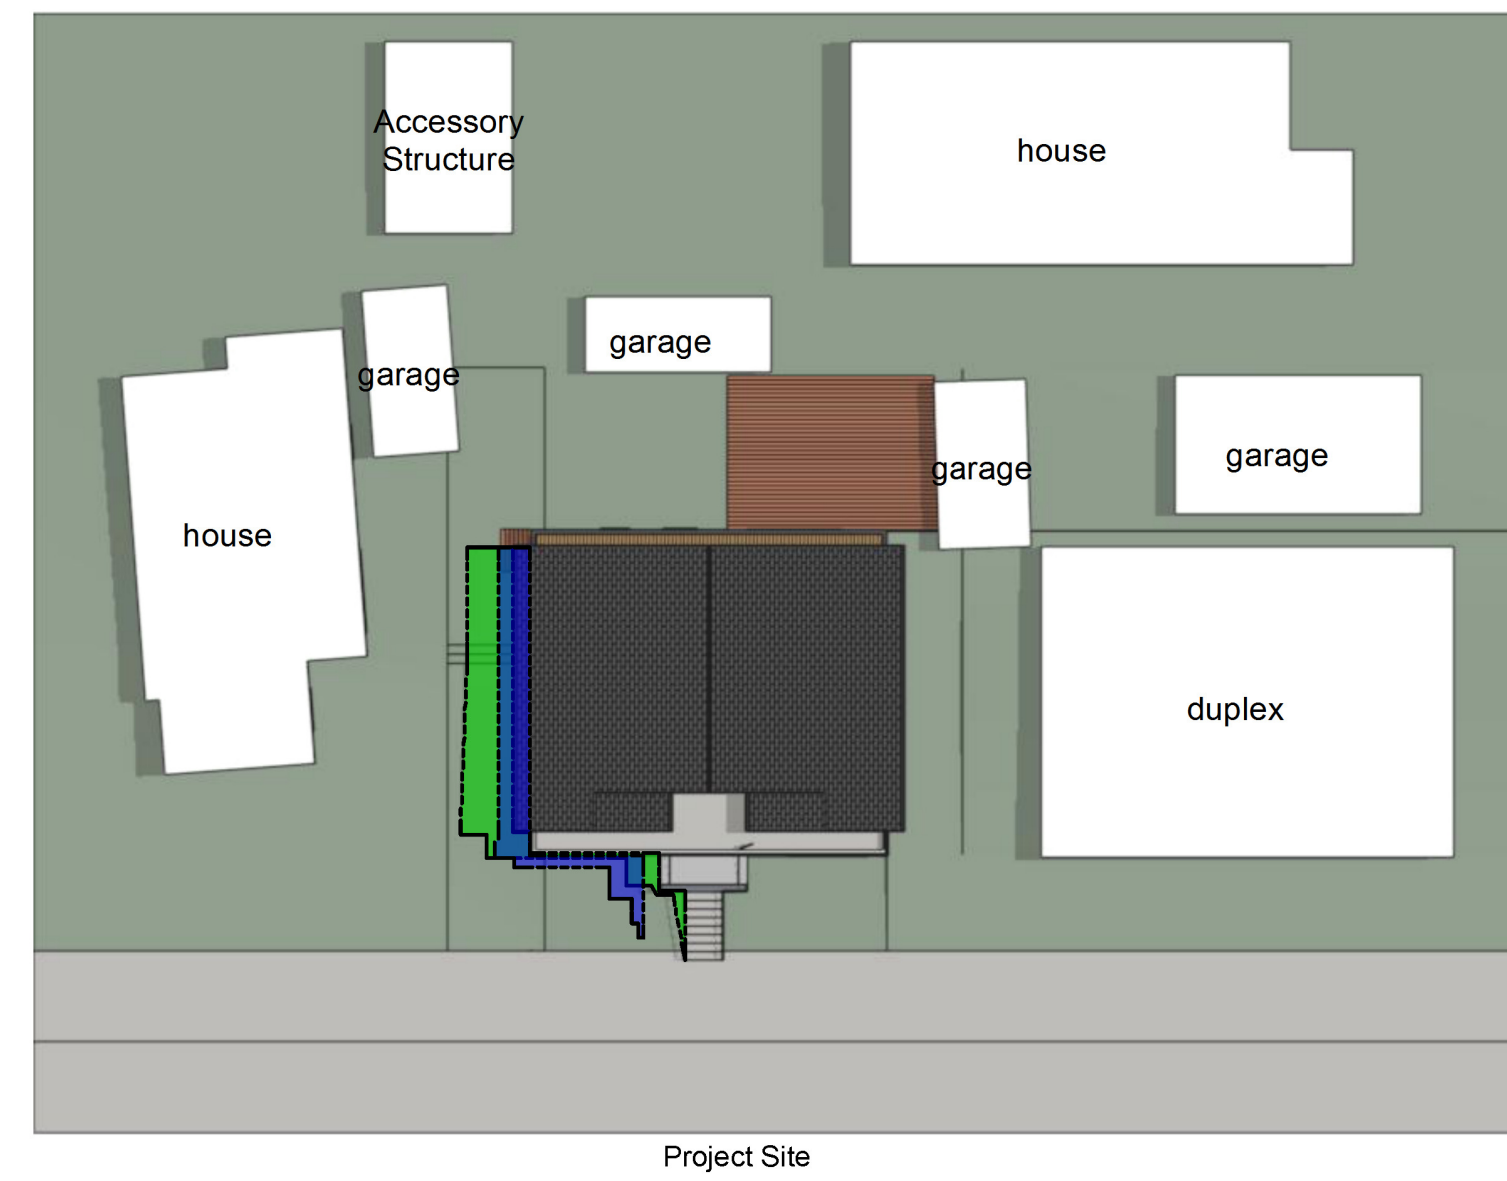 Accessory
Structure
house
garage
garage
garage
garage
house
duplex
Project Site